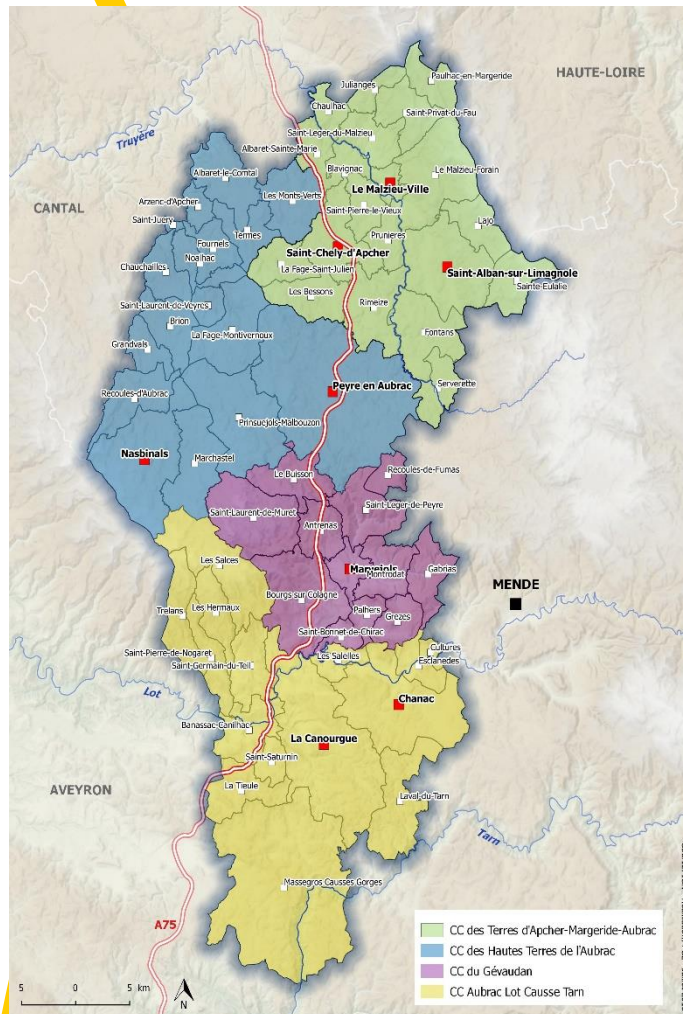 HAUTE-LOIRE
Paulhac-en-Margeride
Julianges
Chaulhac
Saint-Privat-du-Fau
Truyère
Saint-Leger-du-Malzieu
Albaret-Sainte-Marie
Blavignac
Le Malzieu-Forain
Albaret-le-Comtal
Le Malzieu-Ville
Les Monts-Verts
CANTAL
Arzenc-d'Apcher
Saint-Pierre-le-Vieux
Saint-Juery
Lajo
Termes
Prunieres
Fournels
Saint-Chely-d'Apcher
Noalhac
La Fage-Saint-Julien
Chauchailles
Saint-Alban-sur-Limagnole
Sainte-Eulalie
Les Bessons
Saint-Laurent-de-Veyres
Rimeize
Brion
La Fage-Montivernoux
Fontans
Grandvals
Serverette
Peyre en Aubrac
Recoules-d'Aubrac
Prinsuejols-Malbouzon
Nasbinals
Marchastel
Le Buisson
Recoules-de-Fumas
Saint-Laurent-de-Muret
Saint-Leger-de-Peyre
Antrenas
Les Salces
Marvejols
Montrodat
Gabrias
MENDE
Bourgs sur Colagne
Trelans
Les Hermaux
Palhers
Grezes
Saint-Bonnet-de-Chirac
Cultures
Saint-Pierre-de-Nogaret
Les Salelles
Esclanedes
Saint-Germain-du-Teil
Lot
Chanac
Banassac-Canilhac
La Canourgue
Saint-Saturnin
AVEYRON
La Tieule
Laval-du-Tarn
Tarn
Massegros Causses Gorges
A75
CC des Terres d'Apcher-Margeride-Aubrac
CC des Hautes Terres de l'Aubrac
CC du Gévaudan
CC Aubrac Lot Causse Tarn
5 0 5 km
N